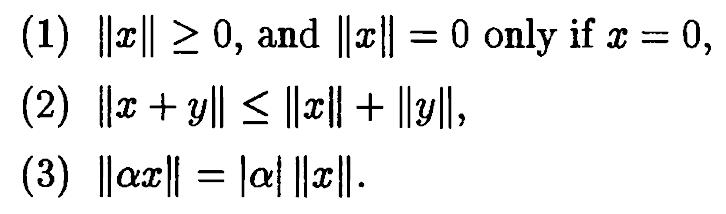 (1) ‖x‖ ≥ 0, and ‖x‖ = 0 only if x = 0,
(2) ‖x + y‖ ≤ ‖x‖ + ‖y‖,
(3) ‖αx‖ = |α| ‖x‖.